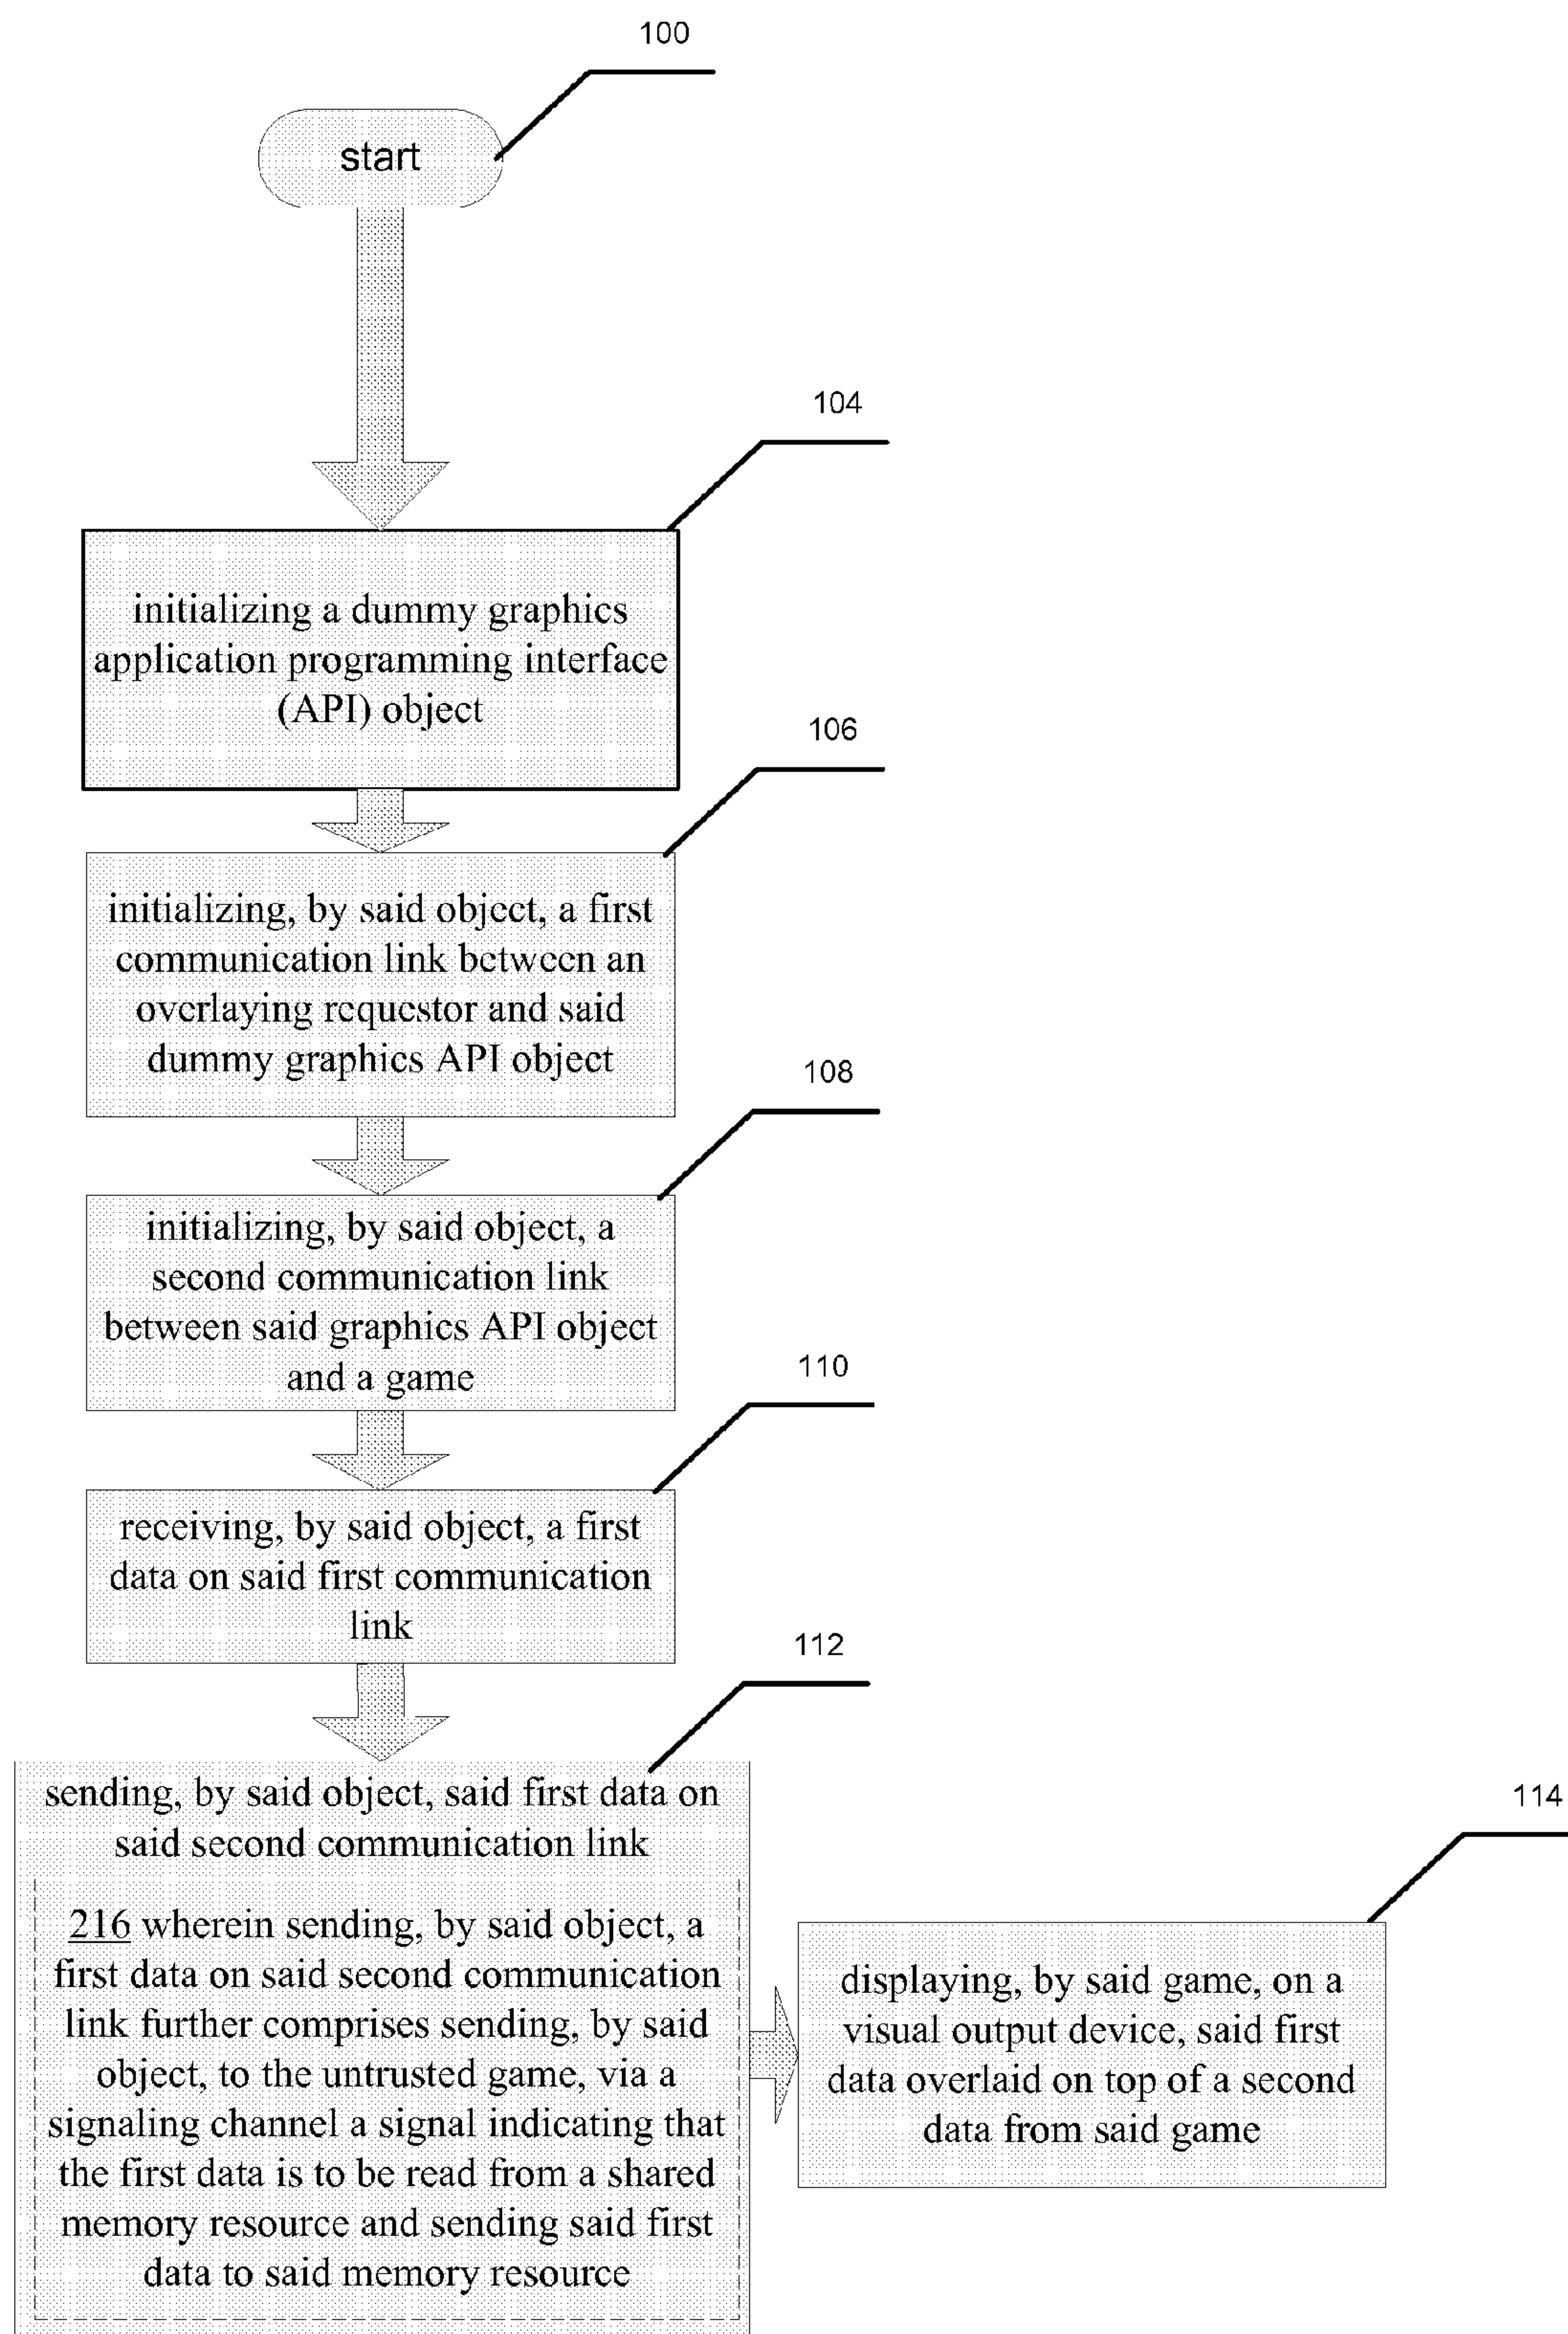 100
start
104
initializing a dummy graphics
application programming interface
(API) object
106
initializing, by said object, a first
communication link between an
overlaying requestor and said
dummy graphics API object
108
initializing, by said object, a
second communication link
between said graphics API object
and a game
110
receiving, by said object, a first
data on said first communication
link
112
sending, by said object, said first data on
said second communication link
216 wherein sending, by said object, a
first data on said second communication
link further comprises sending, by said
object, to the untrusted game, via a
signaling channel a signal indicating that
the first data is to be read from a shared
memory resource and sending said first
data to said memory resource
114
displaying, by said game, on a
visual output device, said first
data overlaid on top of a second
data from said game